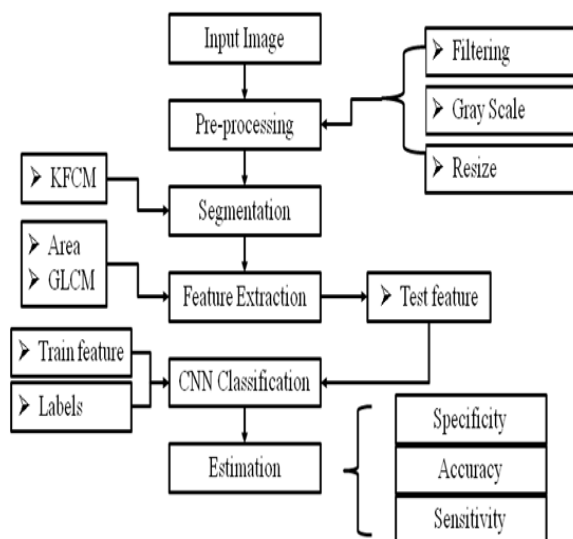 Input Image
Filtering
Pre-processing
Gray Scale
Resize
➤ KFCM
Segmentation
➤ Area
➤ GLCM
Feature Extraction
➤ Test feature
➤ Train feature
➤ Labels
CNN Classification
Estimation
Specificity
Accuracy
Sensitivity